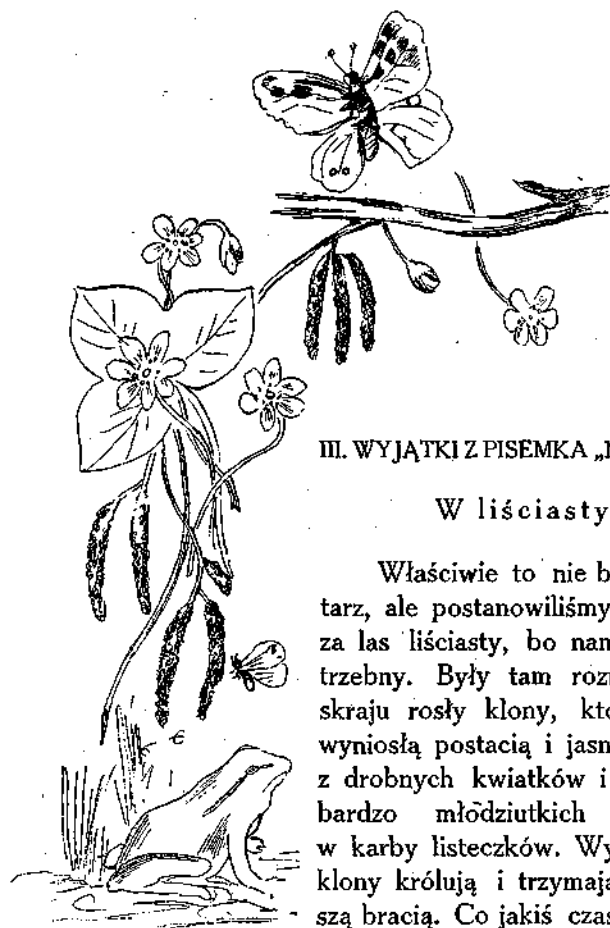 III. WYJĄTKI Z PISEMKA „
W liściasty
Właściwie to nie b
tarz, ale postanowiliśmy
za las liściasty, bo nam
trzebny. Były tam roz
skraju rosły klony, kto
wyniosłą postacią i jasn
z drobnych kwiatków i
bardzo młodziutkich
w karby listeczków. Wy
klony królują i trzymają
szą bracią. Co jakiś czas